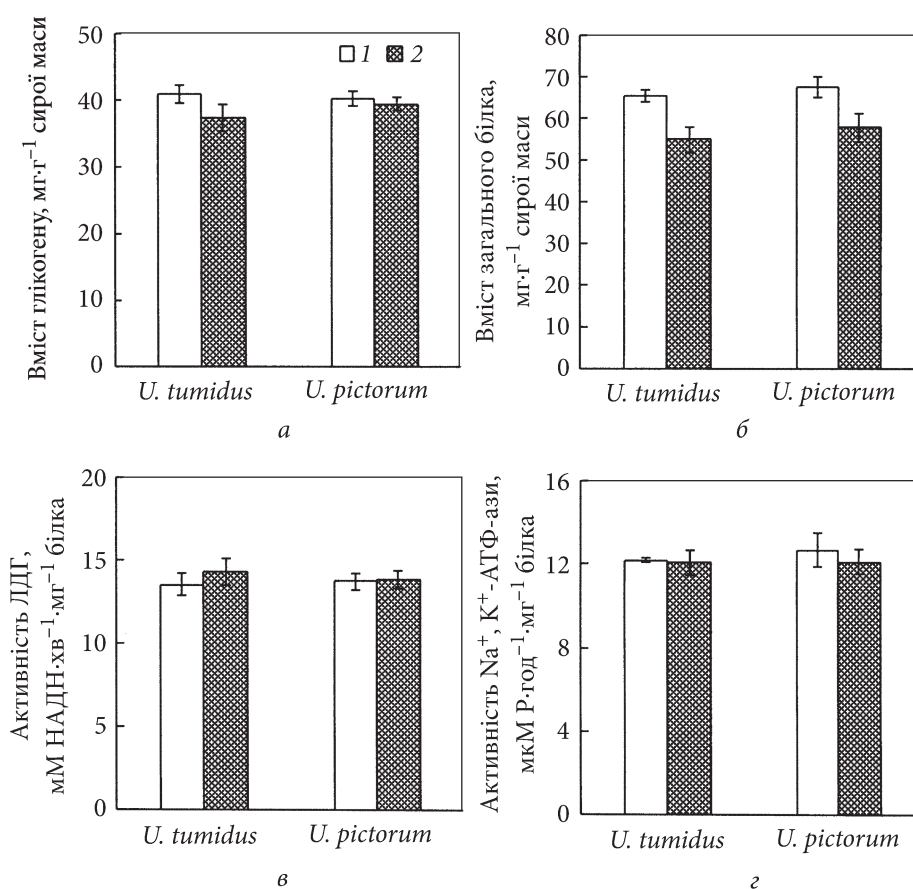 Вміст глікогену, мг·г⁻¹ сирої маси
50
40
30
20
10
0
1 2
U. tumidus U. pictorum
а
Вміст загального білка,
мг·г⁻¹ сирої маси
80
70
60
50
40
30
20
10
0
U. tumidus U. pictorum
б
Активність ЛДГ,
мМ НАДН·хв⁻¹·мг⁻¹ білка
20
15
10
5
0
U. tumidus U. pictorum
в
Активність Na⁺, K⁺-АТФ-ази,
мкМ Р·год⁻¹·мг⁻¹ білка
16
12
8
4
0
U. tumidus U. pictorum
г